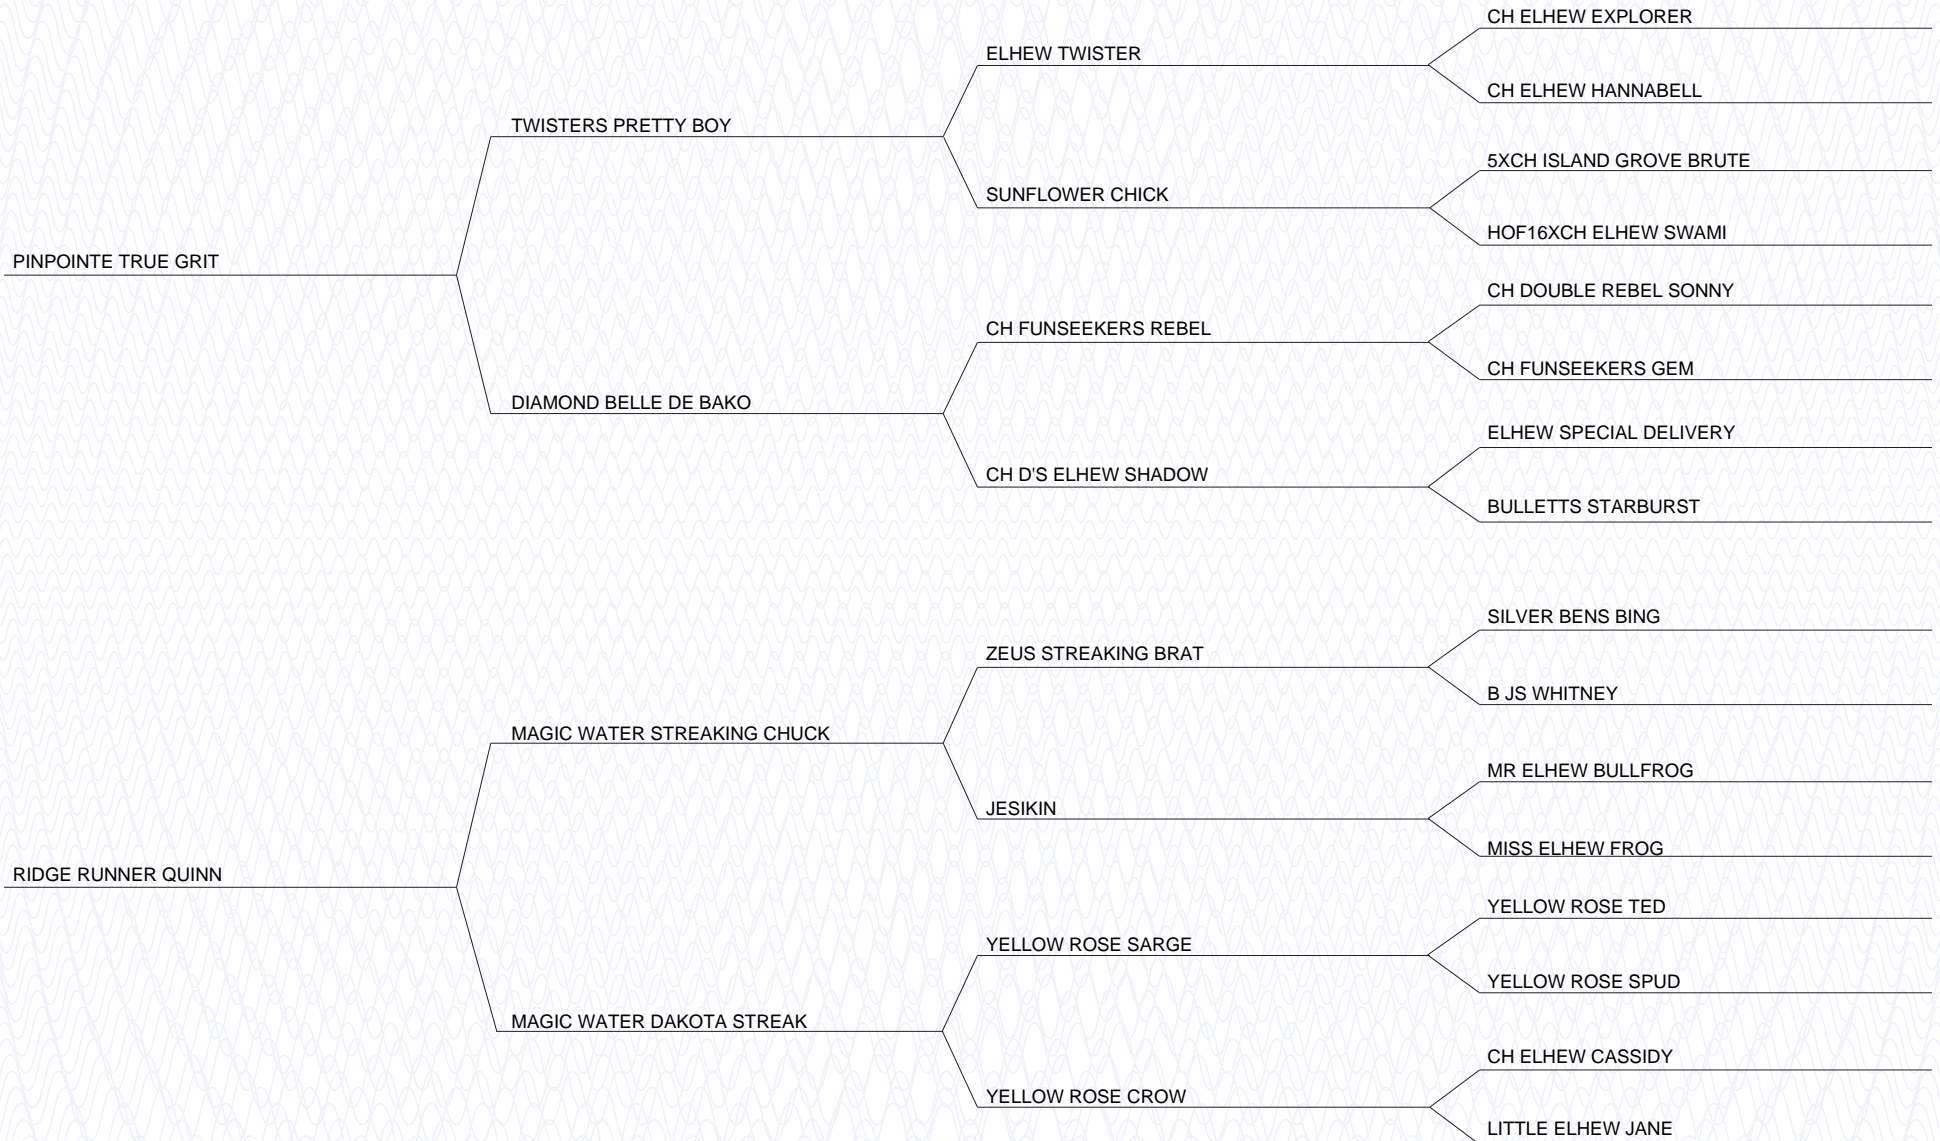 CH ELHEW EXPLORER
ELHEW TWISTER
CH ELHEW HANNABELL
TWISTERS PRETTY BOY
5XCH ISLAND GROVE BRUTE
SUNFLOWER CHICK
HOF16XCH ELHEW SWAMI
PINPOINTE TRUE GRIT
CH DOUBLE REBEL SONNY
CH FUNSEEKERS REBEL
CH FUNSEEKERS GEM
DIAMOND BELLE DE BAKO
ELHEW SPECIAL DELIVERY
CH D'S ELHEW SHADOW
BULLETTS STARBURST
SILVER BENS BING
ZEUS STREAKING BRAT
B JS WHITNEY
MAGIC WATER STREAKING CHUCK
MR ELHEW BULLFROG
JESIKIN
MISS ELHEW FROG
RIDGE RUNNER QUINN
YELLOW ROSE TED
YELLOW ROSE SARGE
YELLOW ROSE SPUD
MAGIC WATER DAKOTA STREAK
CH ELHEW CASSIDY
YELLOW ROSE CROW
LITTLE ELHEW JANE